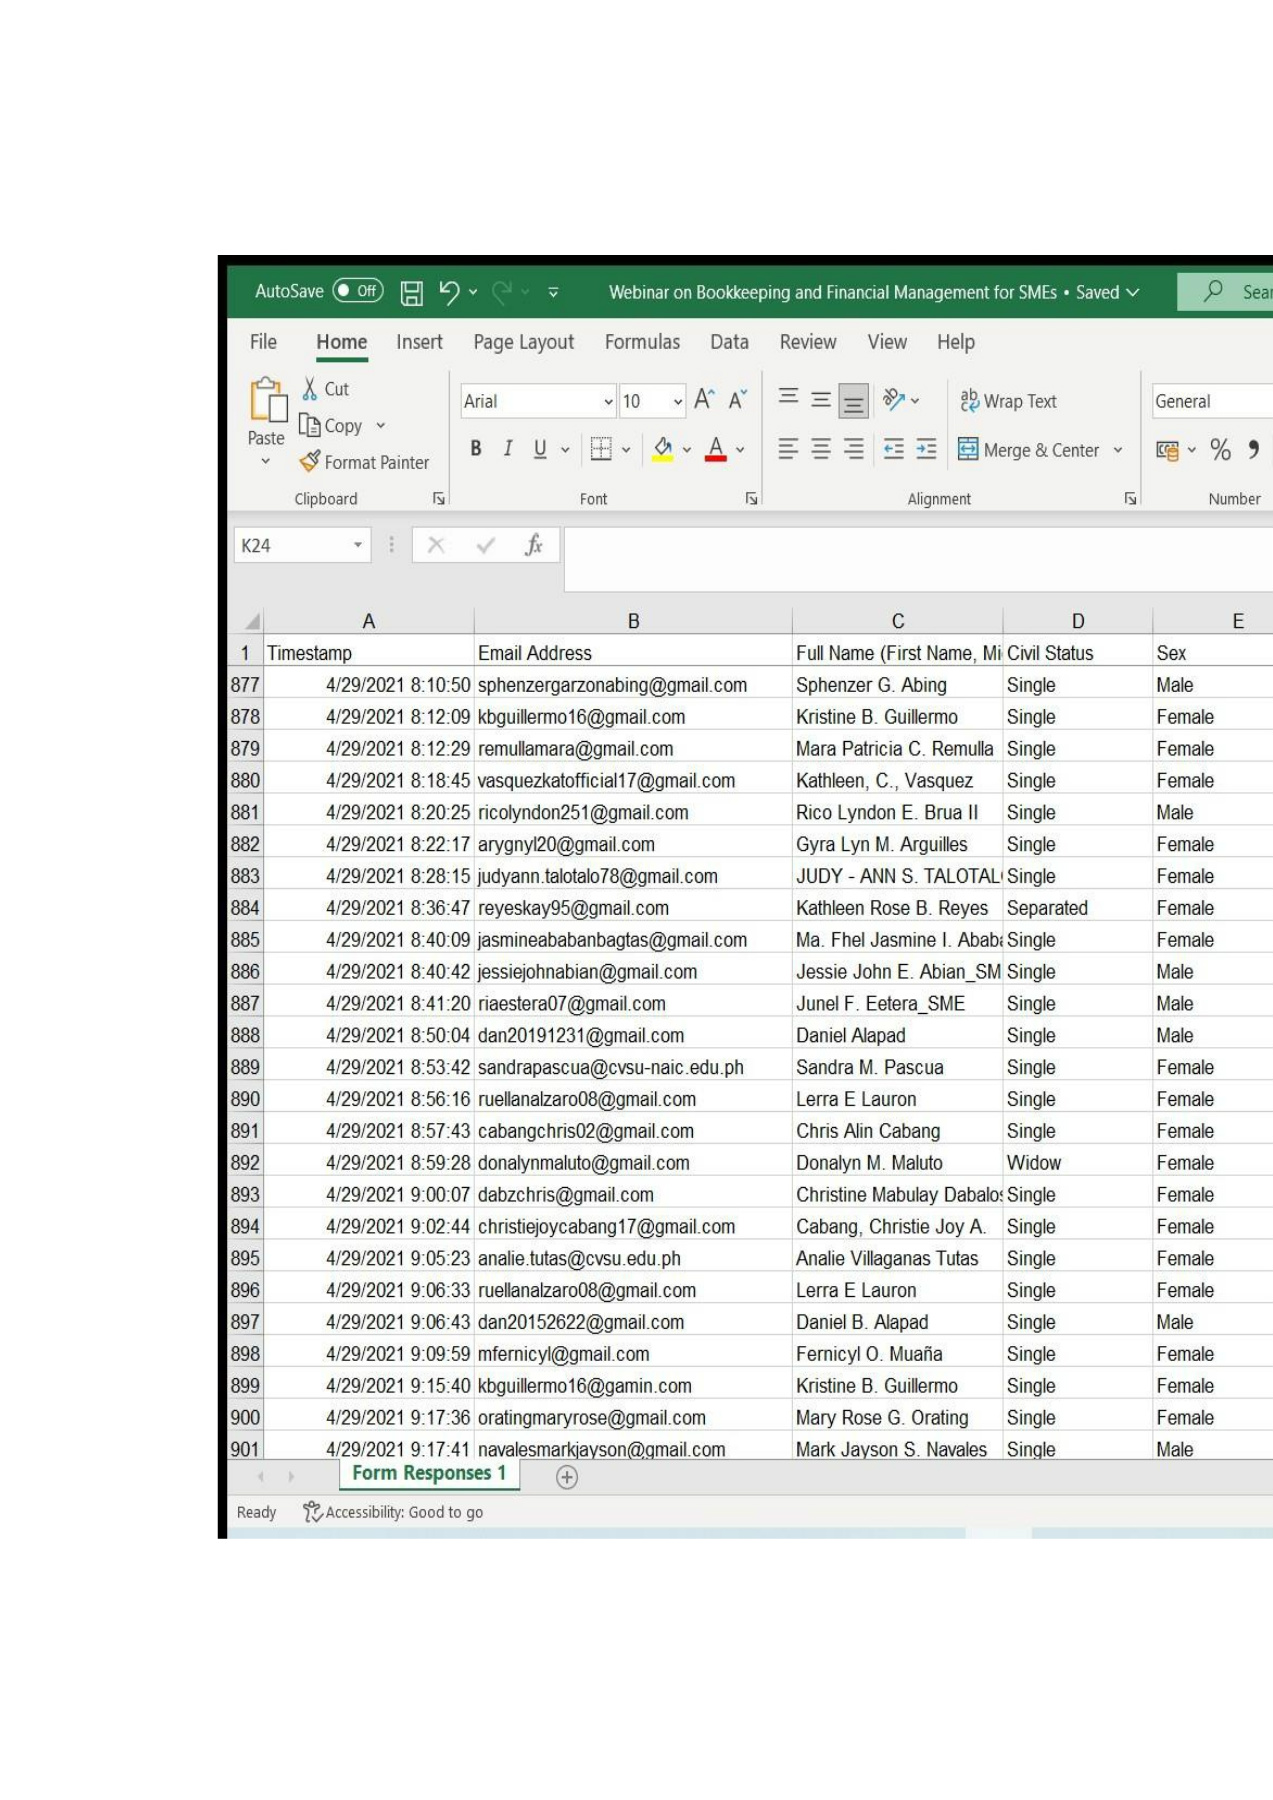 AutoSave Off Webinar on Bookkeeping and Financial Management for SMEs • Saved
File Home Insert Page Layout Formulas Data Review View Help
Cut
Arial 10 A A Wrap Text General
Copy
Paste
B I U A Merge & Center % 9
Format Painter
Clipboard Font Alignment Number
K24 fx
A B C D E
1 Timestamp Email Address Full Name (First Name, Mi Civil Status Sex
877 4/29/2021 8:10:50 sphenzergarzonabing@gmail.com Sphenzer G. Abing Single Male
878 4/29/2021 8:12:09 kbguillermo16@gmail.com Kristine B. Guillermo Single Female
879 4/29/2021 8:12:29 remullamara@gmail.com Mara Patricia C. Remulla Single Female
880 4/29/2021 8:18:45 vasquezkatofficial17@gmail.com Kathleen, C., Vasquez Single Female
881 4/29/2021 8:20:25 ricolyndon251@gmail.com Rico Lyndon E. Brua II Single Male
882 4/29/2021 8:22:17 arygnyl20@gmail.com Gyra Lyn M. Arguilles Single Female
883 4/29/2021 8:28:15 judyann.talotalo78@gmail.com JUDY - ANN S. TALOTAL Single Female
884 4/29/2021 8:36:47 reyeskay95@gmail.com Kathleen Rose B. Reyes Separated Female
885 4/29/2021 8:40:09 jasmineababanbagtas@gmail.com Ma. Fhel Jasmine I. Ababa Single Female
886 4/29/2021 8:40:42 jessiejohnabian@gmail.com Jessie John E. Abian_SM Single Male
887 4/29/2021 8:41:20 riaestera07@gmail.com Junel F. Eetera_SME Single Male
888 4/29/2021 8:50:04 dan20191231@gmail.com Daniel Alapad Single Male
889 4/29/2021 8:53:42 sandrapascua@cvsu-naic.edu.ph Sandra M. Pascua Single Female
890 4/29/2021 8:56:16 ruellanalzaro08@gmail.com Lerra E Lauron Single Female
891 4/29/2021 8:57:43 cabangchris02@gmail.com Chris Alin Cabang Single Female
892 4/29/2021 8:59:28 donalynmaluto@gmail.com Donalyn M. Maluto Widow Female
893 4/29/2021 9:00:07 dabzchris@gmail.com Christine Mabulay Dabalos Single Female
894 4/29/2021 9:02:44 christiejoycabang17@gmail.com Cabang, Christie Joy A. Single Female
895 4/29/2021 9:05:23 analie.tutas@cvsu.edu.ph Analie Villaganas Tutas Single Female
896 4/29/2021 9:06:33 ruellanalzaro08@gmail.com Lerra E Lauron Single Female
897 4/29/2021 9:06:43 dan20152622@gmail.com Daniel B. Alapad Single Male
898 4/29/2021 9:09:59 mfernicyl@gmail.com Fernicyl O. Muaña Single Female
899 4/29/2021 9:15:40 kbguillermo16@gamin.com Kristine B. Guillermo Single Female
900 4/29/2021 9:17:36 oratingmaryrose@gmail.com Mary Rose G. Orating Single Female
901 4/29/2021 9:17:41 navalesmarkjayson@gmail.com Mark Jayson S. Navales Single Male
Form Responses 1
Ready Accessibility: Good to go